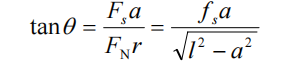 tanθ = F_s a / F_N r = f_s a / √(l² − a²)